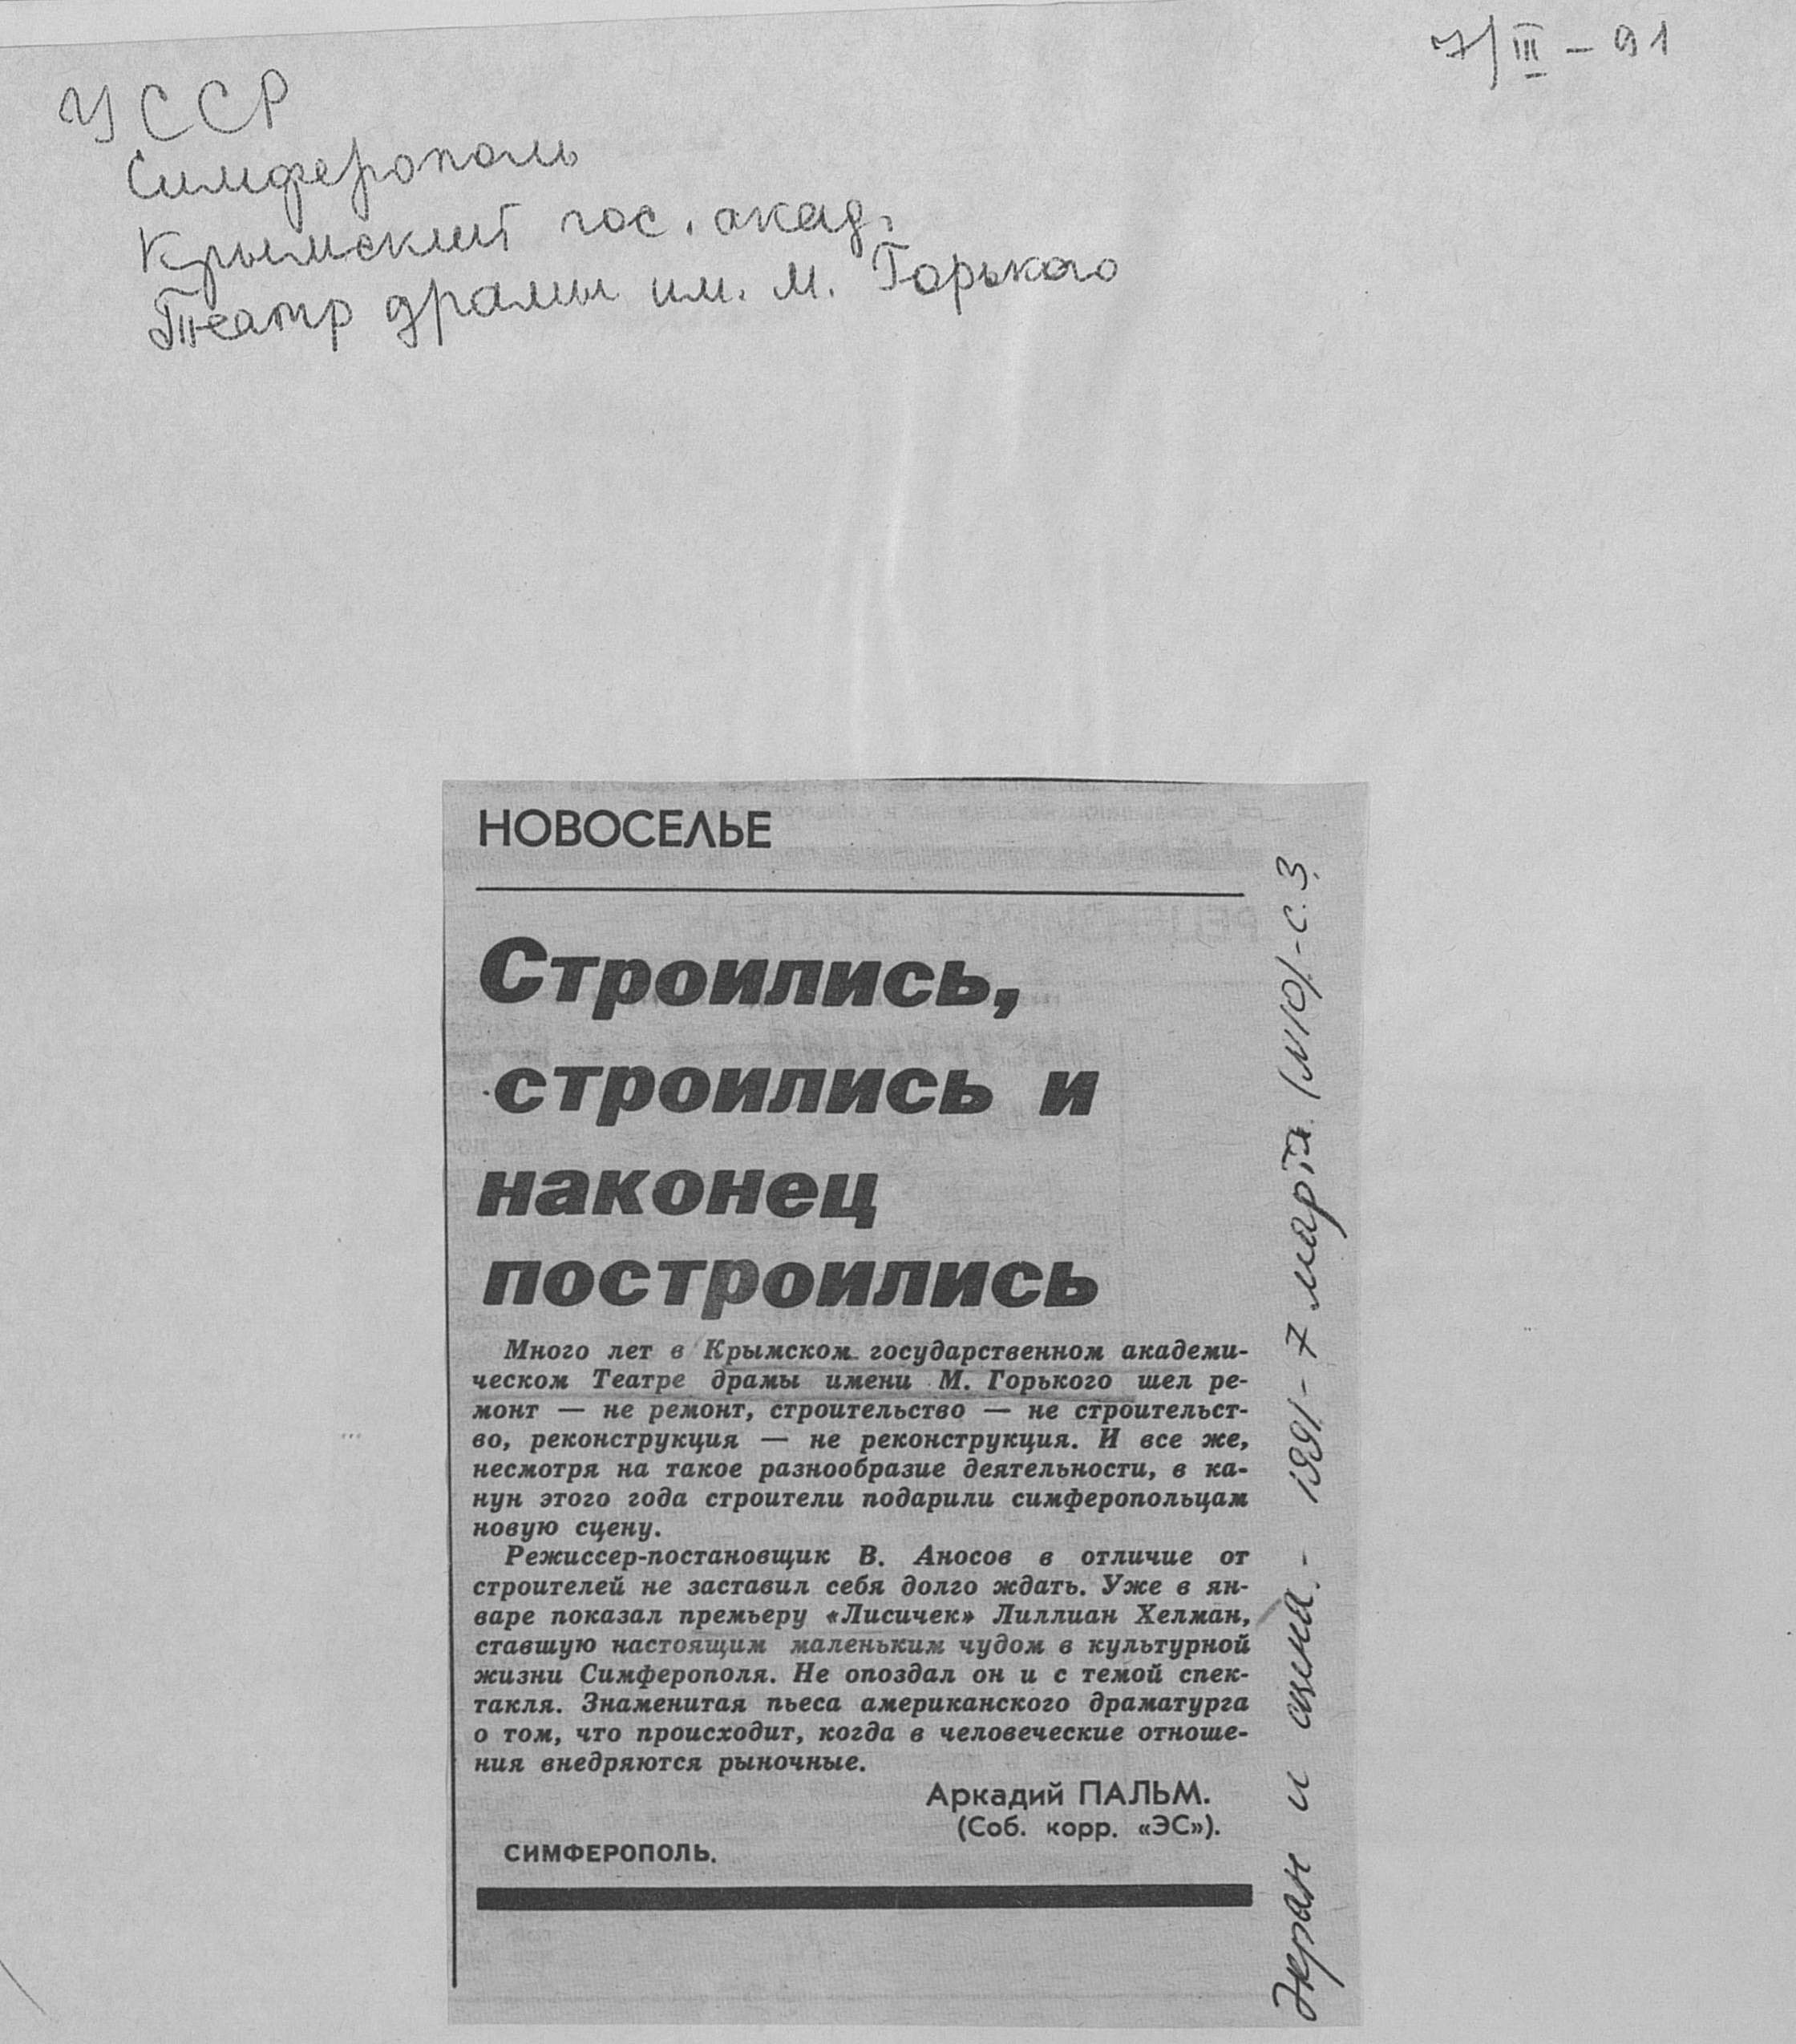 7/III – 91
УССР
Симферополь
Крымский гос. акад.
Театр драмы им. М. Горького
НОВОСЕЛЬЕ
Строились,
строились и
наконец
построились
Много лет в Крымском государственном академи-
ческом Театре драмы имени М. Горького шел ре-
монт — не ремонт, строительство — не строительст-
во, реконструкция — не реконструкция. И все же,
несмотря на такое разнообразие деятельности, в ка-
нун этого года строители подарили симферопольцам
новую сцену.
Режиссер-постановщик В. Аносов в отличие от
строителей не заставил себя долго ждать. Уже в ян-
варе показал премьеру «Лисичек» Лиллиан Хелман,
ставшую настоящим маленьким чудом в культурной
жизни Симферополя. Не опоздал он и с темой спек-
такля. Знаменитая пьеса американского драматурга
о том, что происходит, когда в человеческие отноше-
ния внедряются рыночные.
Аркадий ПАЛЬМ.
(Соб. корр. «ЭС»).
СИМФЕРОПОЛЬ.
Экран и сцена. - 1991 - 7 марта (№10) - с. 3.